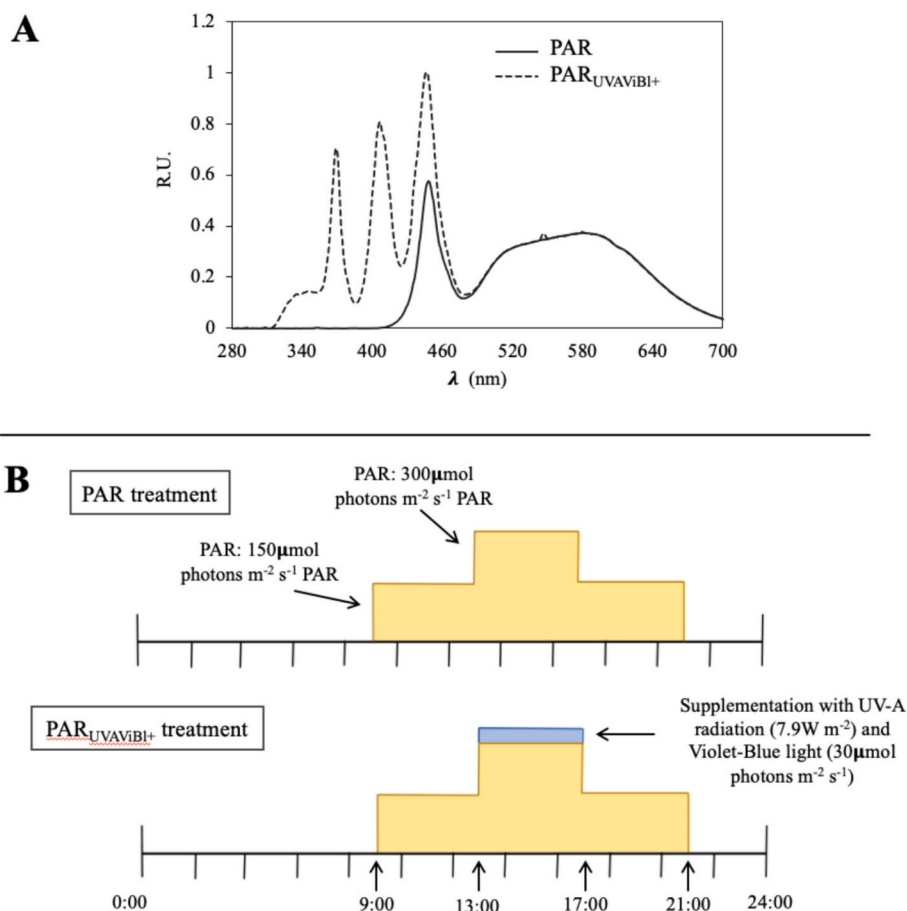 A
1.2
1
0.8
0.6
0.4
0.2
0
R.U.
PAR
PAR_UVAViBl+
280 340 400 460 520 580 640 700
λ (nm)
B
PAR treatment
PAR: 300μmol
photons m⁻² s⁻¹ PAR
PAR: 150μmol
photons m⁻² s⁻¹ PAR
PAR_UVAViBl+ treatment
Supplementation with UV-A
radiation (7.9W m⁻²) and
Violet-Blue light (30μmol
photons m⁻² s⁻¹)
0:00 9:00 13:00 17:00 21:00 24:00